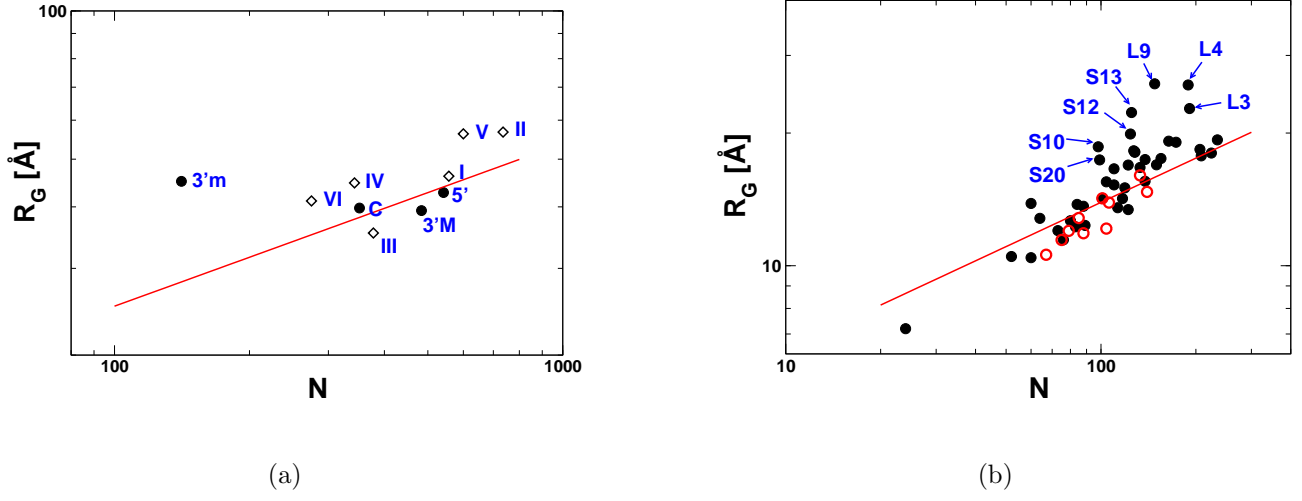 100
R_G [Å]
V
II
I
IV
3'm
VI
5'
C
3'M
III
100
1000
N
(a)
L9
L4
S13
L3
S12
S10
S20
R_G [Å]
10
10
100
N
(b)